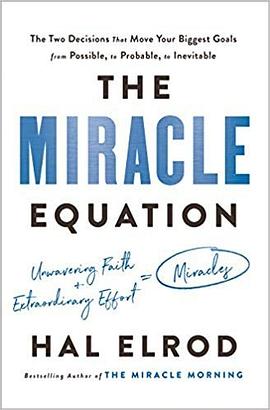 The Two Decisions That Move Your Biggest Goals
from Possible, to Probable, to Inevitable
THE
MIRACLE
EQUATION
Unwavering Faith
+
Extraordinary Effort = Miracles
HAL ELROD
Bestselling Author of THE MIRACLE MORNING